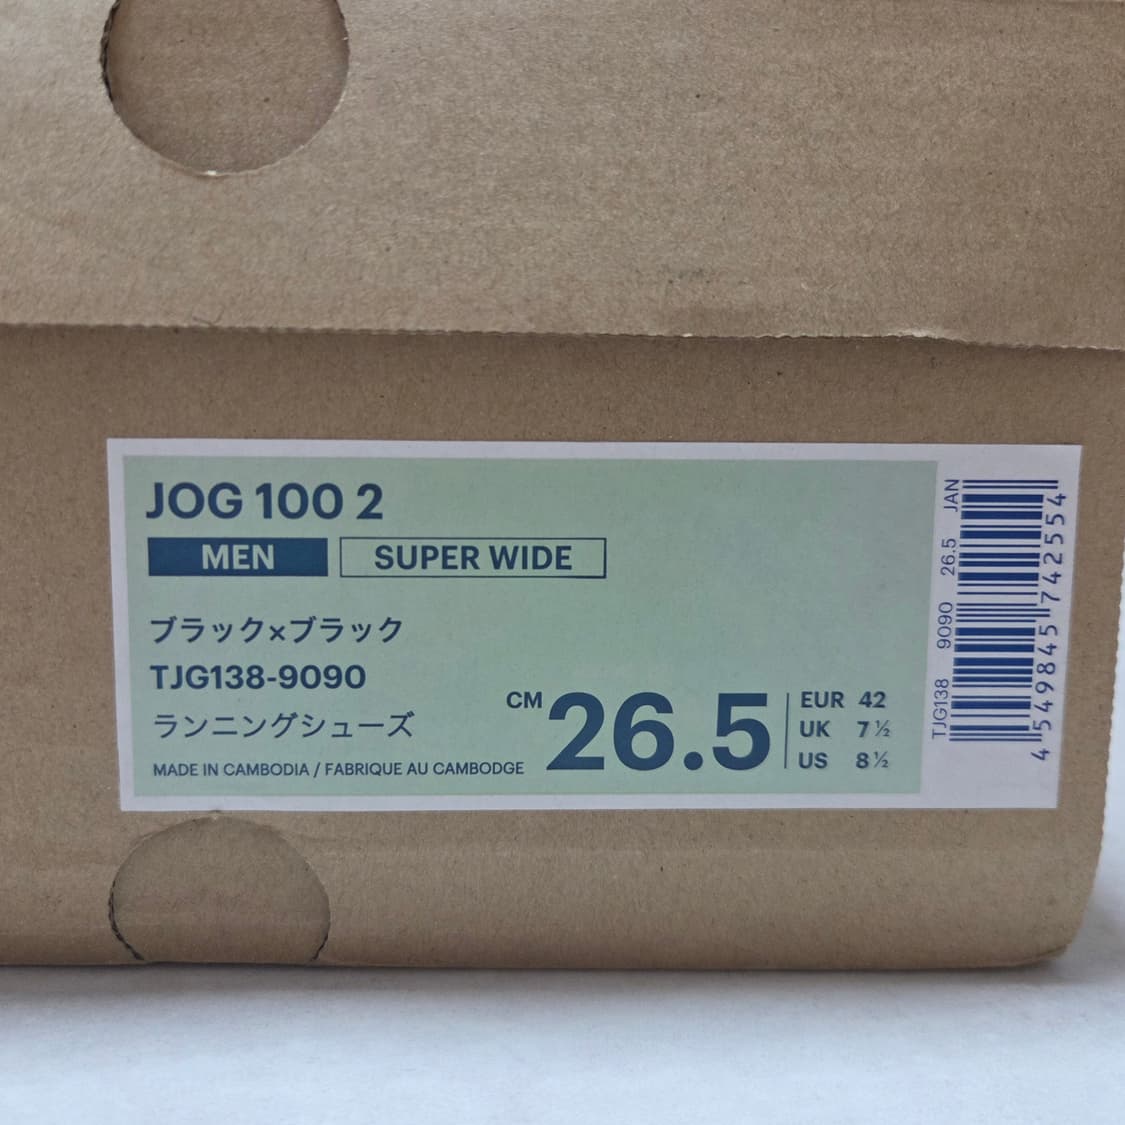 JOG 100 2
MEN
SUPER WIDE
ブラック×ブラック
TJG138-9090
ランニングシューズ
MADE IN CAMBODIA / FABRIQUE AU CAMBODGE
CM 26.5
EUR 42
UK 7½
US 8½
TJG138 9090 26.5 JAN
4 549845 742554